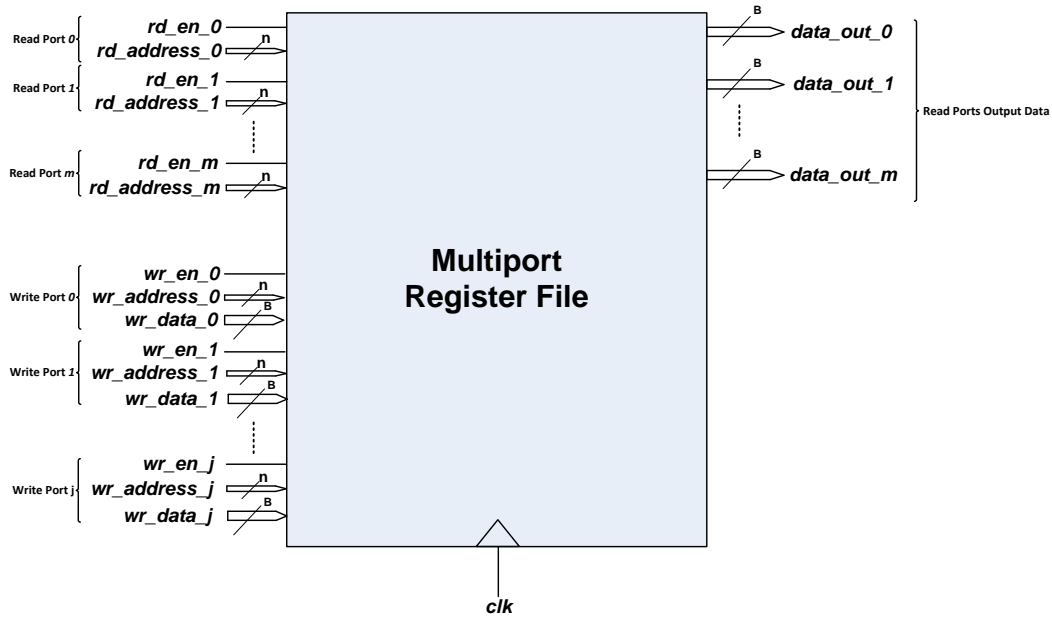 Read Port 0
rd_en_0
n
rd_address_0
Read Port 1
rd_en_1
n
rd_address_1
Read Port m
rd_en_m
n
rd_address_m
Write Port 0
wr_en_0
n
wr_address_0
B
wr_data_0
Write Port 1
wr_en_1
n
wr_address_1
B
wr_data_1
Write Port j
wr_en_j
n
wr_address_j
B
wr_data_j
Multiport
Register File
clk
B
data_out_0
B
data_out_1
B
data_out_m
Read Ports Output Data